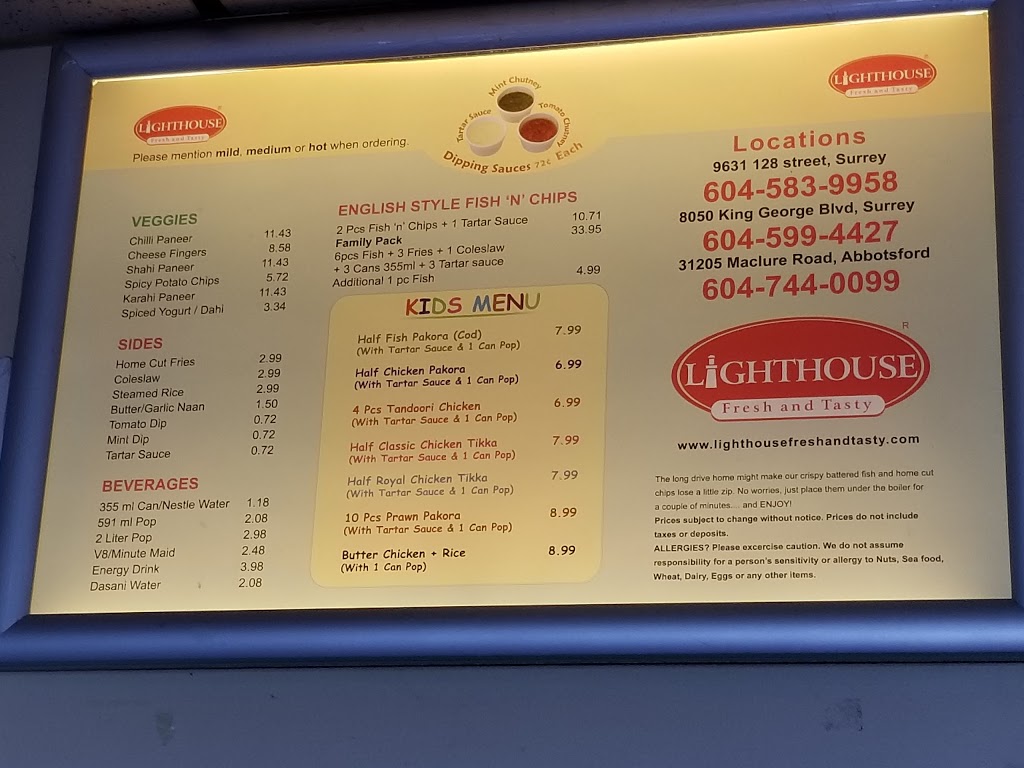 LIGHTHOUSE
Fresh and Tasty
Please mention mild, medium or hot when ordering.
Tartar Sauce
Mint Chutney
Tomato Chutney
Dipping Sauces 72¢ Each
LIGHTHOUSE
Fresh and Tasty
VEGGIES
Chilli Paneer 11.43
Cheese Fingers 8.58
Shahi Paneer 11.43
Spicy Potato Chips 5.72
Karahi Paneer 11.43
Spiced Yogurt / Dahi 3.34
SIDES
Home Cut Fries 2.99
Coleslaw 2.99
Steamed Rice 2.99
Butter/Garlic Naan 1.50
Tomato Dip 0.72
Mint Dip 0.72
Tartar Sauce 0.72
BEVERAGES
355 ml Can/Nestle Water 1.18
591 ml Pop 2.08
2 Liter Pop 2.98
V8/Minute Maid 2.48
Energy Drink 3.98
Dasani Water 2.08
ENGLISH STYLE FISH 'N' CHIPS
2 Pcs Fish 'n' Chips + 1 Tartar Sauce 10.71
Family Pack 33.95
6pcs Fish + 3 Fries + 1 Coleslaw
+ 3 Cans 355ml + 3 Tartar sauce
Additional 1 pc Fish 4.99
KIDS MENU
Half Fish Pakora (Cod) 7.99
(With Tartar Sauce & 1 Can Pop)
Half Chicken Pakora 6.99
(With Tartar Sauce & 1 Can Pop)
4 Pcs Tandoori Chicken 6.99
(With Tartar Sauce & 1 Can Pop)
Half Classic Chicken Tikka 7.99
(With Tartar Sauce & 1 Can Pop)
Half Royal Chicken Tikka 7.99
(With Tartar Sauce & 1 Can Pop)
10 Pcs Prawn Pakora 8.99
(With Tartar Sauce & 1 Can Pop)
Butter Chicken + Rice 8.99
(With 1 Can Pop)
Locations
9631 128 street, Surrey
604-583-9958
8050 King George Blvd, Surrey
604-599-4427
31205 Maclure Road, Abbotsford
604-744-0099
LIGHTHOUSE
R
Fresh and Tasty
www.lighthousefreshandtasty.com
The long drive home might make our crispy battered fish and home cut
chips lose a little zip. No worries, just place them under the boiler for
a couple of minutes.... and ENJOY!
Prices subject to change without notice. Prices do not include
taxes or deposits.
ALLERGIES? Please excercise caution. We do not assume
responsibility for a person's sensitivity or allergy to Nuts, Sea food,
Wheat, Dairy, Eggs or any other items.